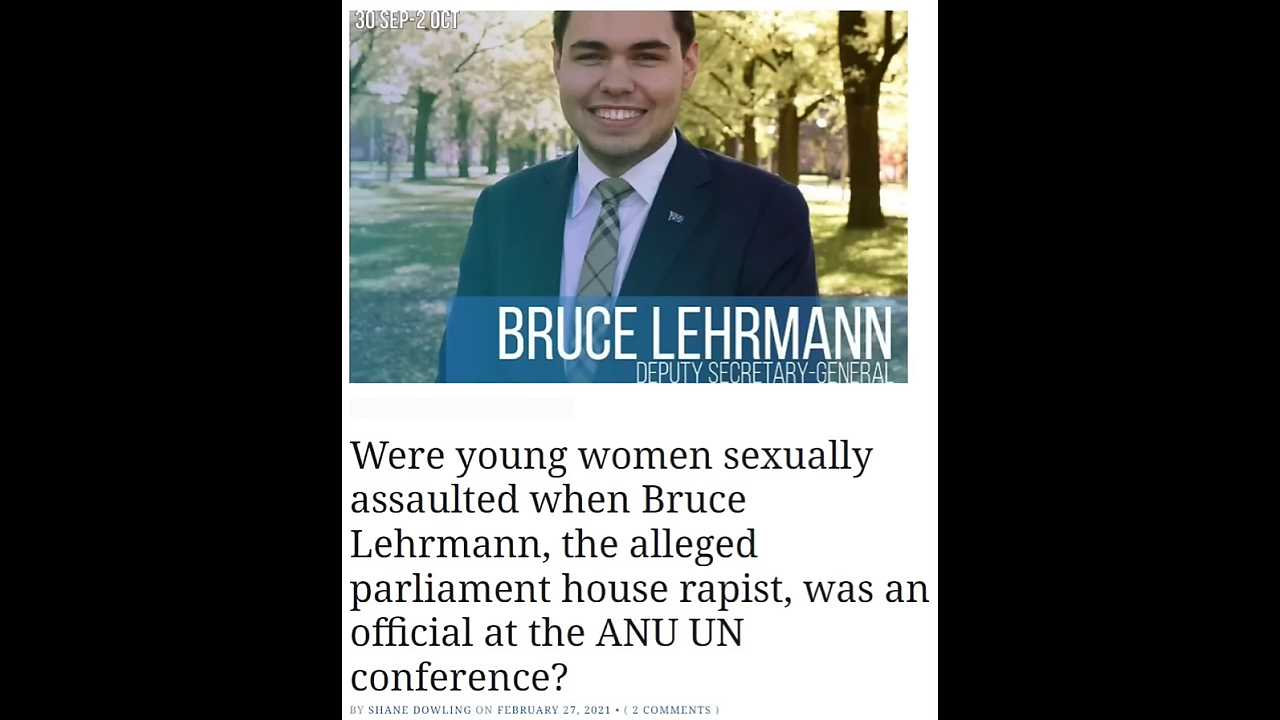 30 SEP-2 OCT
BRUCE LEHRMANN
DEPUTY SECRETARY-GENERAL
Were young women sexually
assaulted when Bruce
Lehrmann, the alleged
parliament house rapist, was an
official at the ANU UN
conference?
BY SHANE DOWLING ON FEBRUARY 27, 2021 • ( 2 COMMENTS )